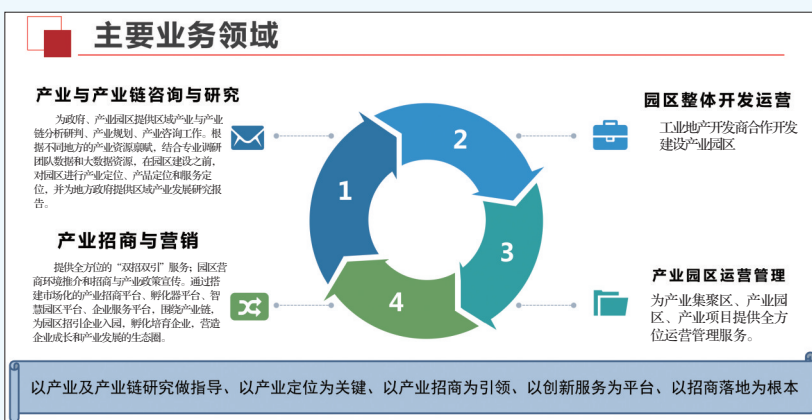 主要业务领域
产业与产业链咨询与研究
为政府、产业园区提供区域产业与产业
链分析研判、产业规划、产业咨询工作。根
据不同地方的产业资源禀赋，结合专业调研
团队数据和大数据资源，在园区建设之前，
对园区进行产业定位、产品定位和服务定
位，并为地方政府提供区域产业发展研究报
告。
产业招商与营销
提供全方位的“双招双引”服务；园区营
商环境推介和招商与产业政策宣传。通过搭
建市场化的产业招商平台、孵化器平台、智
慧园区平台、企业服务平台，围绕产业链，
为园区招引企业入园，孵化培育企业，营造
企业成长和产业发展的生态圈。
1
2
3
4
园区整体开发运营
工业地产开发商合作开发
建设产业园区
产业园区运营管理
为产业集聚区、产业园
区、产业项目提供全方
位运营管理服务。
以产业及产业链研究做指导、以产业定位为关键、以产业招商为引领、以创新服务为平台、以招商落地为根本